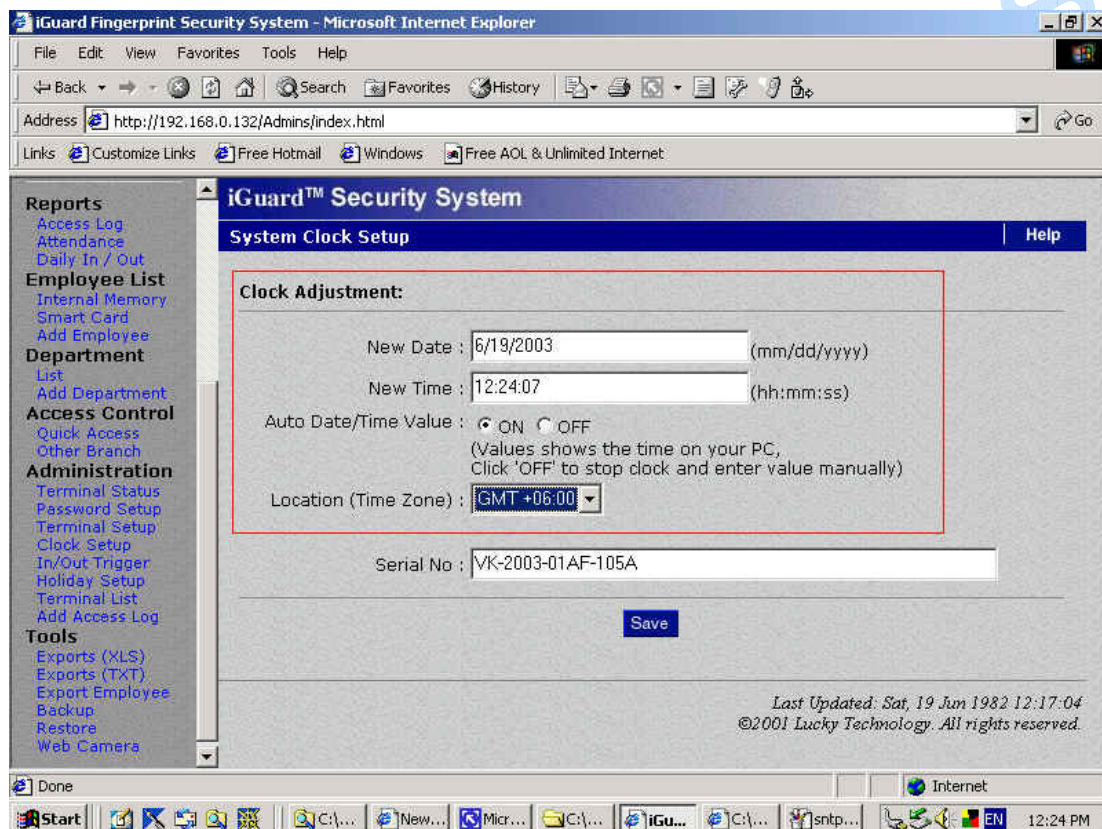 iGuard Fingerprint Security System - Microsoft Internet Explorer
File Edit View Favorites Tools Help
Back Search Favorites History
Address http://192.168.0.132/Admins/index.html Go
Links Customize Links Free Hotmail Windows Free AOL & Unlimited Internet
Reports
Access Log
Attendance
Daily In / Out
Employee List
Internal Memory
Smart Card
Add Employee
Department
List
Add Department
Access Control
Quick Access
Other Branch
Administration
Terminal Status
Password Setup
Terminal Setup
Clock Setup
In/Out Trigger
Holiday Setup
Terminal List
Add Access Log
Tools
Exports (XLS)
Exports (TXT)
Export Employee
Backup
Restore
Web Camera
iGuard™ Security System
System Clock Setup Help
Clock Adjustment:
New Date : 6/19/2003 (mm/dd/yyyy)
New Time : 12:24:07 (hh:mm:ss)
Auto Date/Time Value : ON OFF
(Values shows the time on your PC,
Click 'OFF' to stop clock and enter value manually)
Location (Time Zone) : GMT +06:00
Serial No : VK-2003-01AF-105A
Save
Last Updated: Sat, 19 Jun 1982 12:17:04
©2001 Lucky Technology. All rights reserved.
Done Internet
Start C:\... New... Micr... C:\... iGu... C:\... sntp... EN 12:24 PM